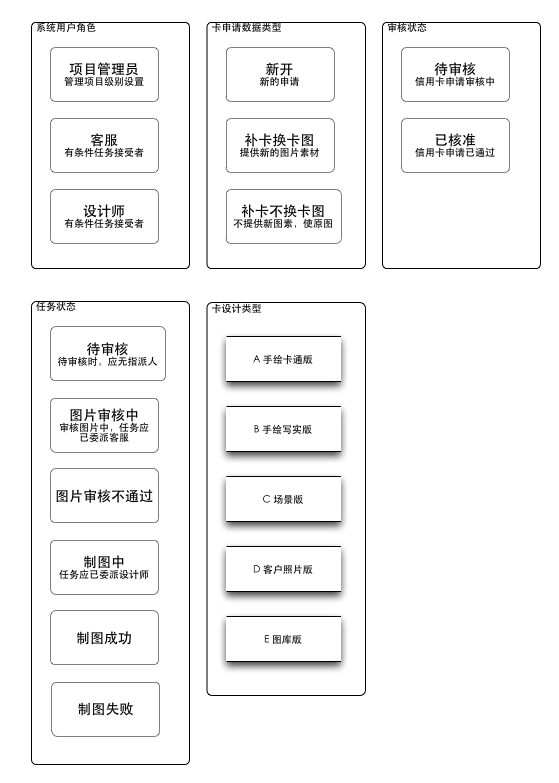 系统用户角色
项目管理员
管理项目级别设置
客服
有条件任务接受者
设计师
有条件任务接受者
卡申请数据类型
新开
新的申请
补卡换卡图
提供新的图片素材
补卡不换卡图
不提供新图素，使原图
审核状态
待审核
信用卡申请审核中
已核准
信用卡申请已通过
任务状态
待审核
待审核时，应无指派人
图片审核中
审核图片中，任务应
已委派客服
图片审核不通过
制图中
任务应已委派设计师
制图成功
制图失败
卡设计类型
A 手绘卡通版
B 手绘写实版
C 场景版
D 客户照片版
E 图库版